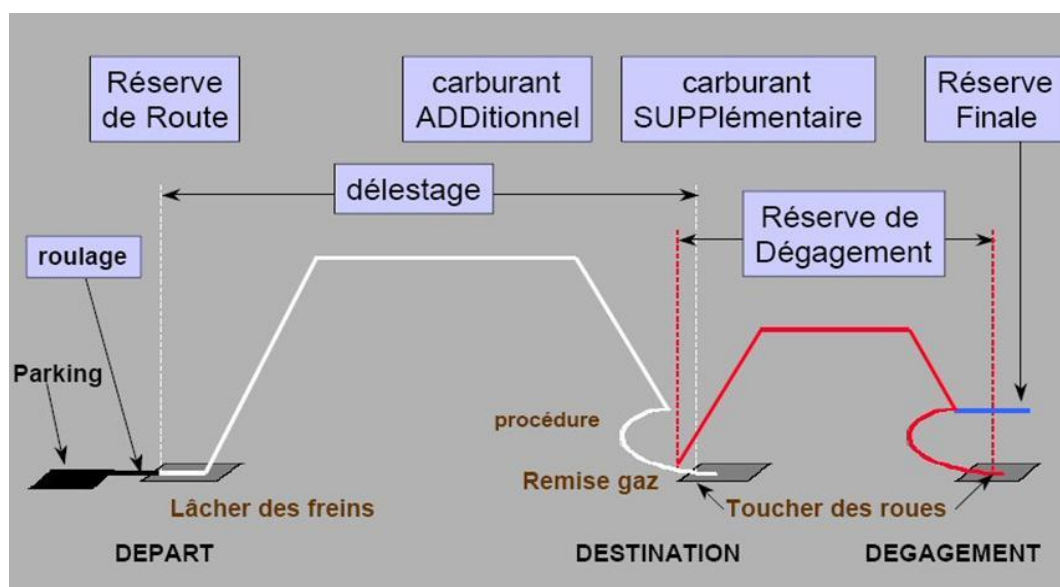 Réserve
de Route
carburant
ADDitionnel
carburant
SUPPlémentaire
Réserve
Finale
délestage
Réserve de
Dégagement
roulage
Parking
procédure
Remise gaz
Lâcher des freins
Toucher des roues
DEPART
DESTINATION
DEGAGEMENT